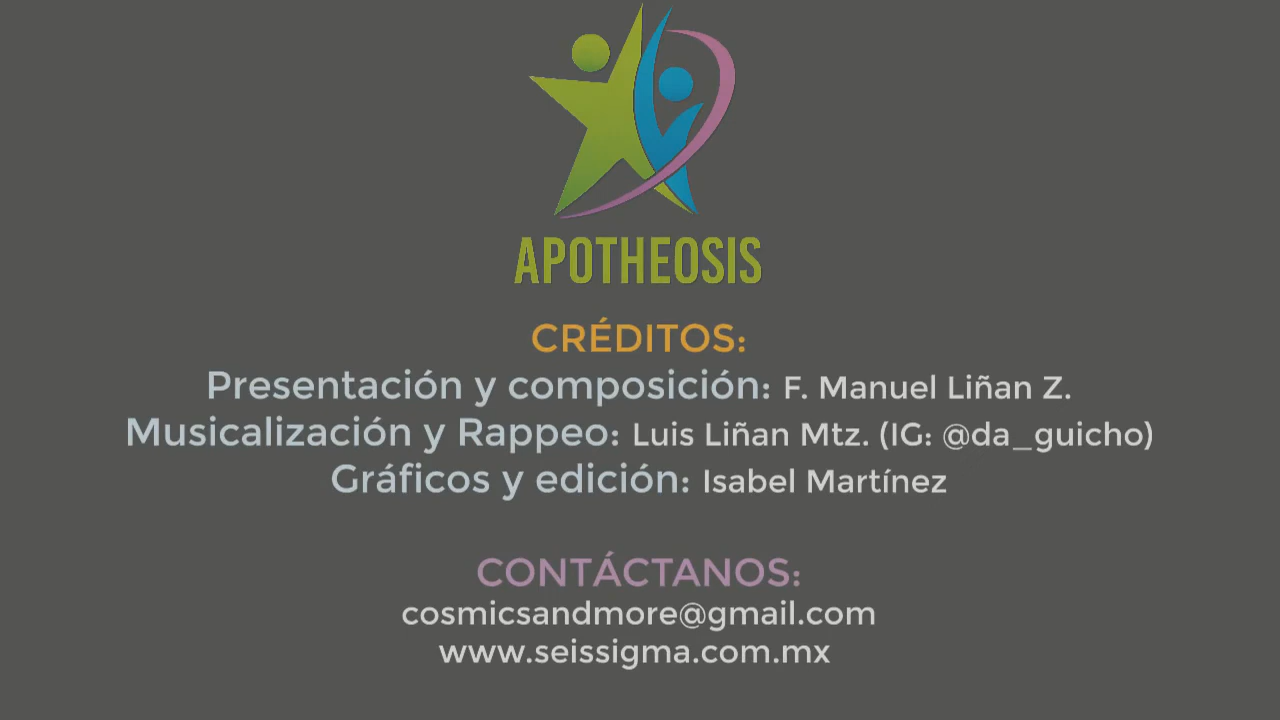 APOTHEOSIS
CRÉDITOS:
Presentación y composición: F. Manuel Liñan Z.
Musicalización y Rappeo: Luis Liñan Mtz. (IG: @da_guicho)
Gráficos y edición: Isabel Martínez
CONTÁCTANOS:
cosmicsandmore@gmail.com
www.seissigma.com.mx